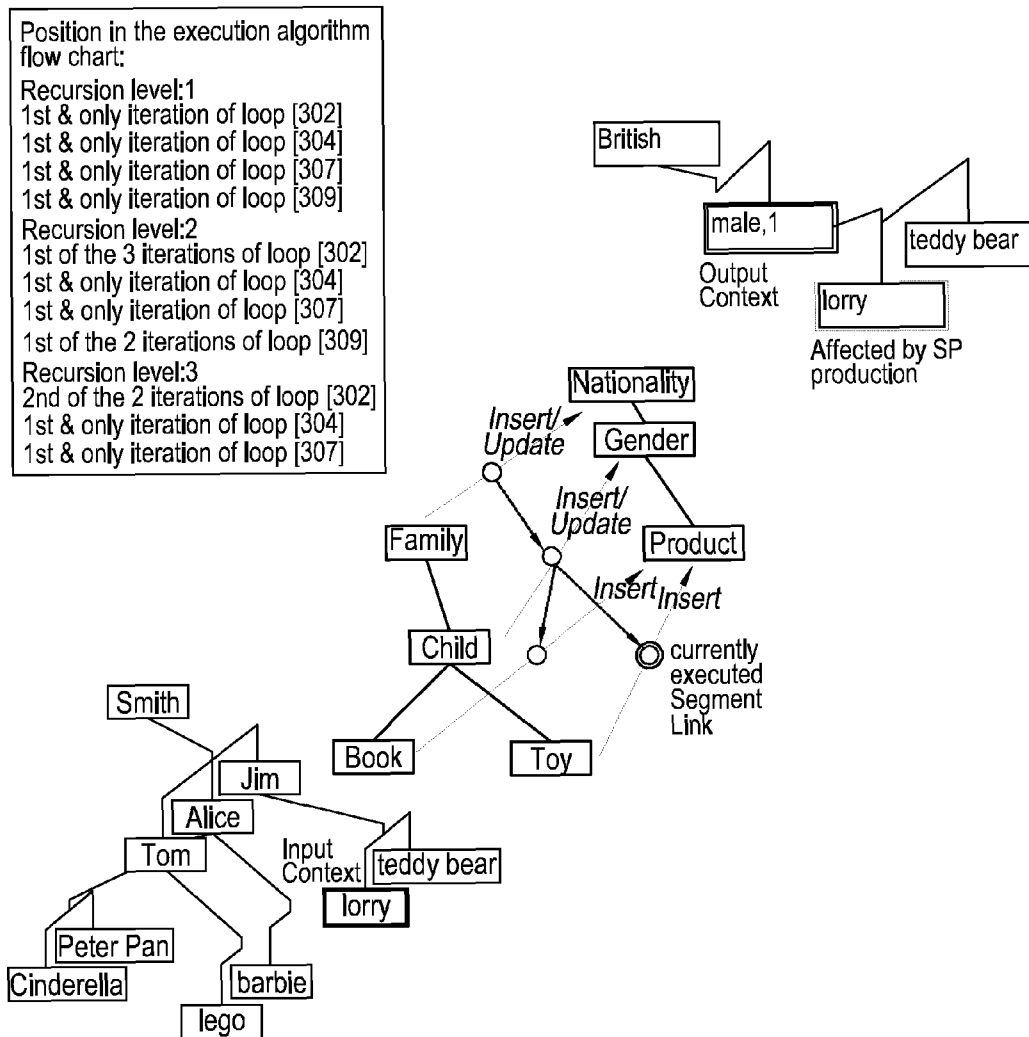 Position in the execution algorithm
flow chart:
Recursion level:1
1st & only iteration of loop [302]
1st & only iteration of loop [304]
1st & only iteration of loop [307]
1st & only iteration of loop [309]
Recursion level:2
1st of the 3 iterations of loop [302]
1st & only iteration of loop [304]
1st & only iteration of loop [307]
1st of the 2 iterations of loop [309]
Recursion level:3
2nd of the 2 iterations of loop [302]
1st & only iteration of loop [304]
1st & only iteration of loop [307]
British
male,1
Output
Context
teddy bear
lorry
Affected by SP
production
Nationality
Insert/
Update
Gender
Insert/
Update
Family
Product
Insert
Insert
Child
currently
executed
Segment
Link
Book
Toy
Smith
Jim
Alice
Tom
Input
Context
teddy bear
lorry
Peter Pan
Cinderella
barbie
lego